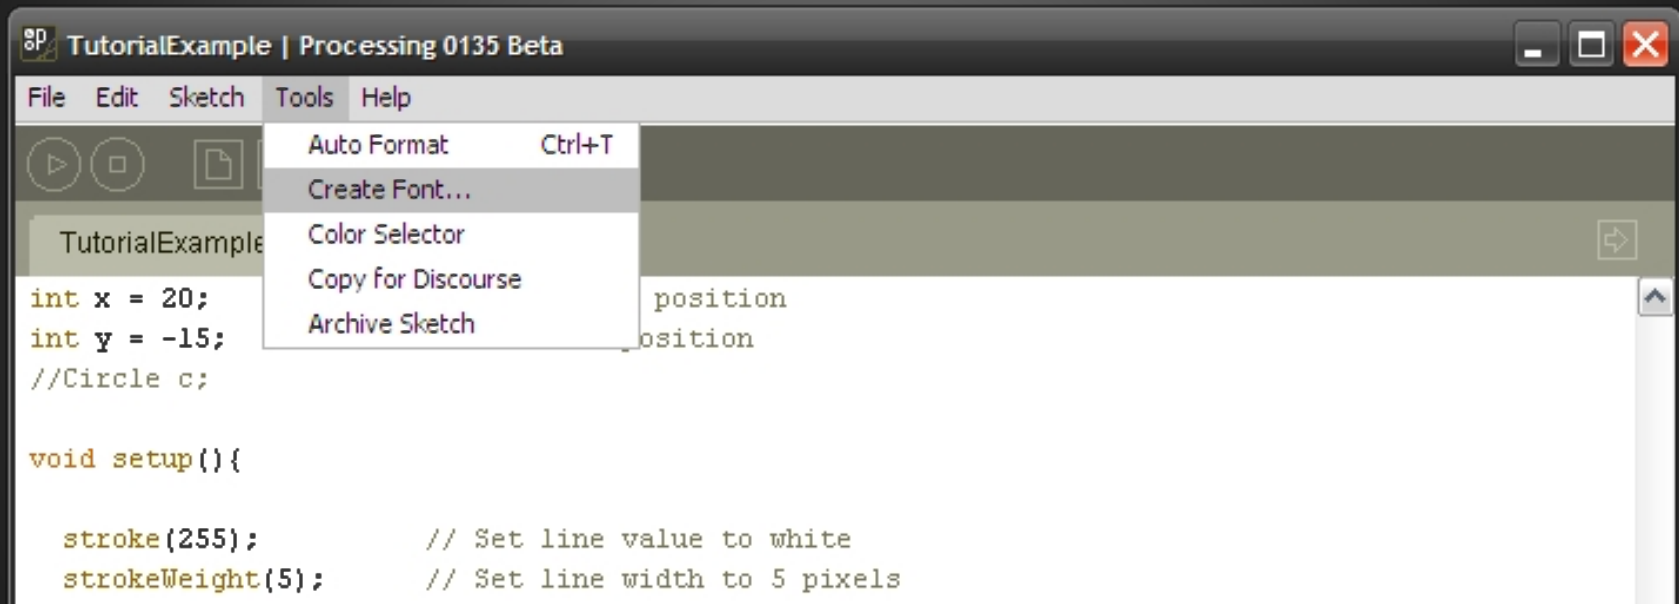 TutorialExample | Processing 0135 Beta
File Edit Sketch Tools Help
Auto Format Ctrl+T
Create Font...
Color Selector
Copy for Discourse
Archive Sketch
TutorialExample
int x = 20; position
int y = -15; position
//Circle c;
void setup(){
stroke(255); // Set line value to white
strokeWeight(5); // Set line width to 5 pixels